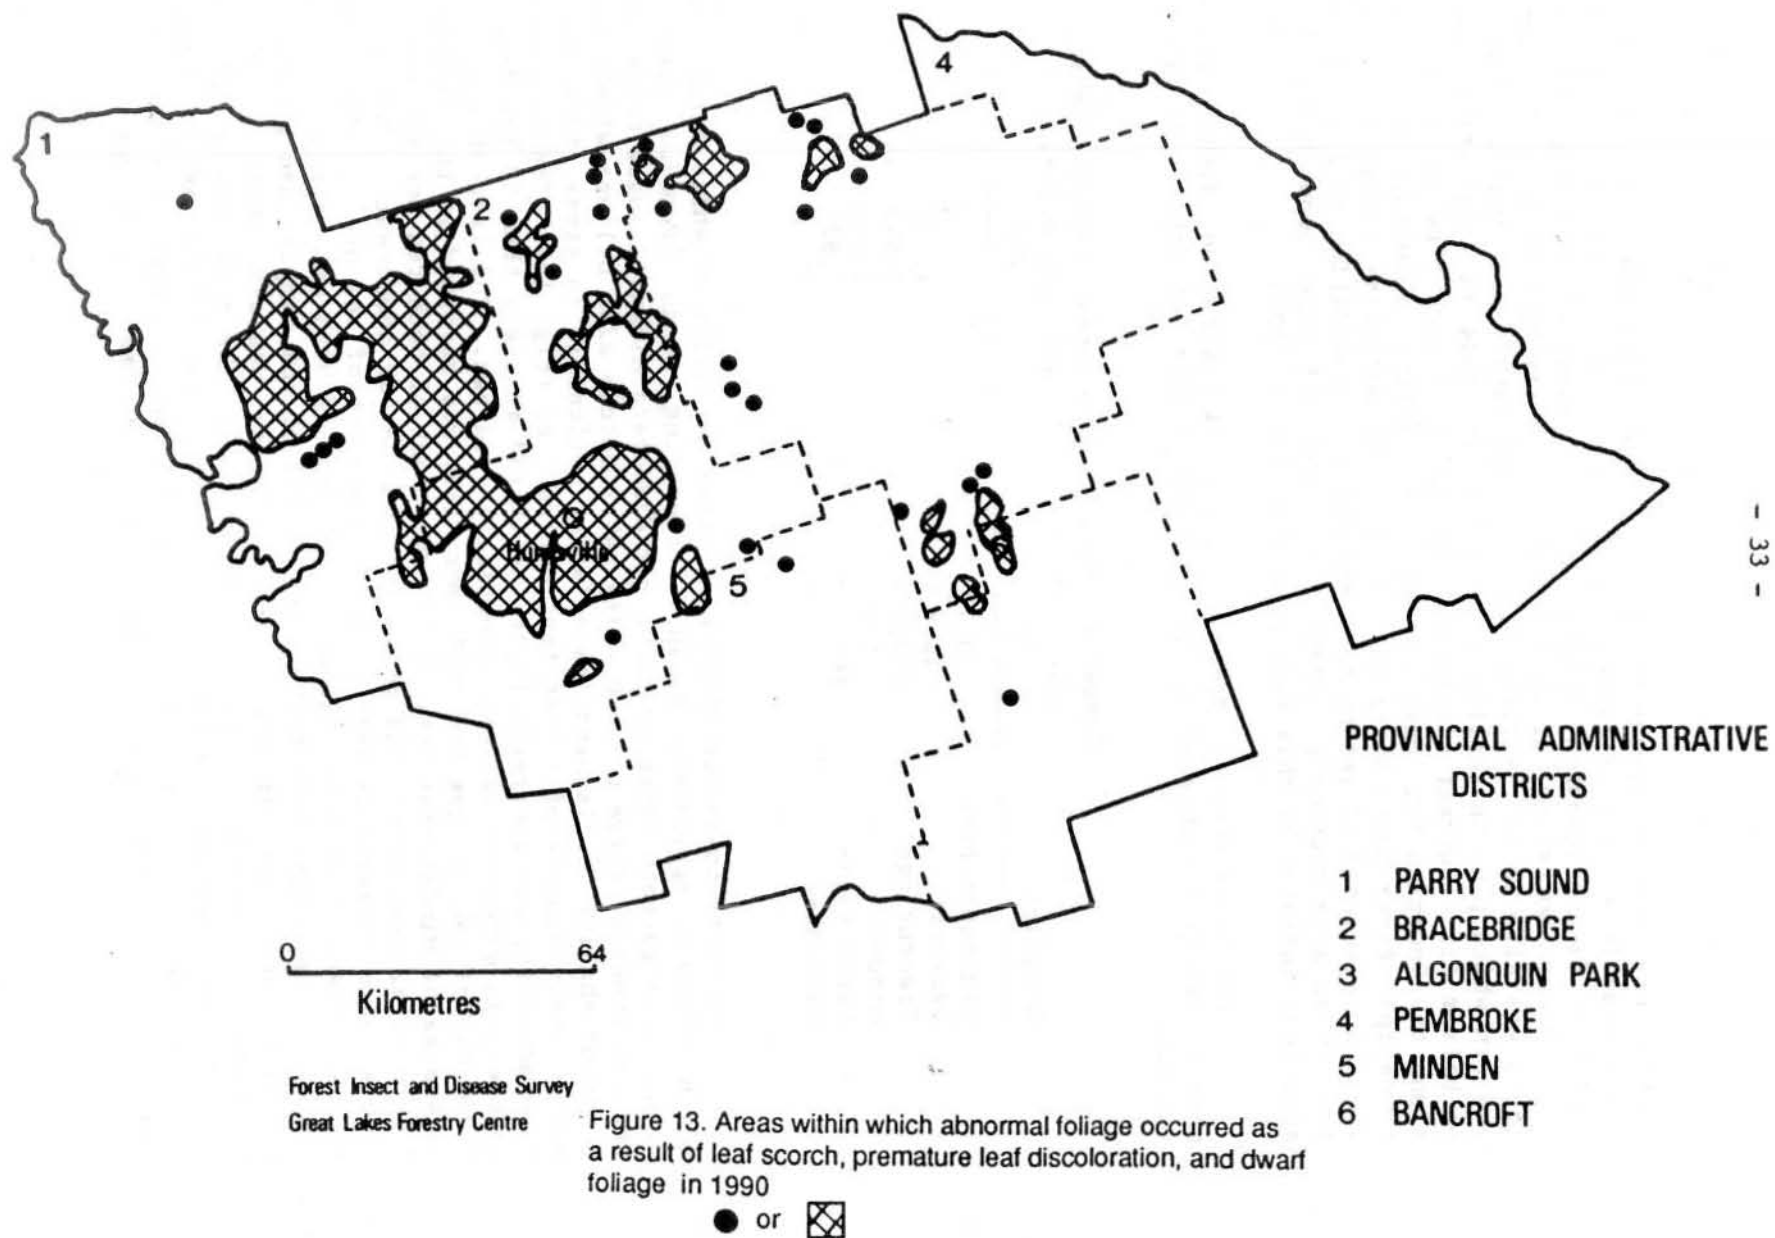 1
2
4
5
Huntsville
- 33 -
PROVINCIAL ADMINISTRATIVE
DISTRICTS
1 PARRY SOUND
2 BRACEBRIDGE
3 ALGONQUIN PARK
4 PEMBROKE
5 MINDEN
6 BANCROFT
0 64
Kilometres
Forest Insect and Disease Survey
Great Lakes Forestry Centre
Figure 13. Areas within which abnormal foliage occurred as
a result of leaf scorch, premature leaf discoloration, and dwarf
foliage in 1990
or